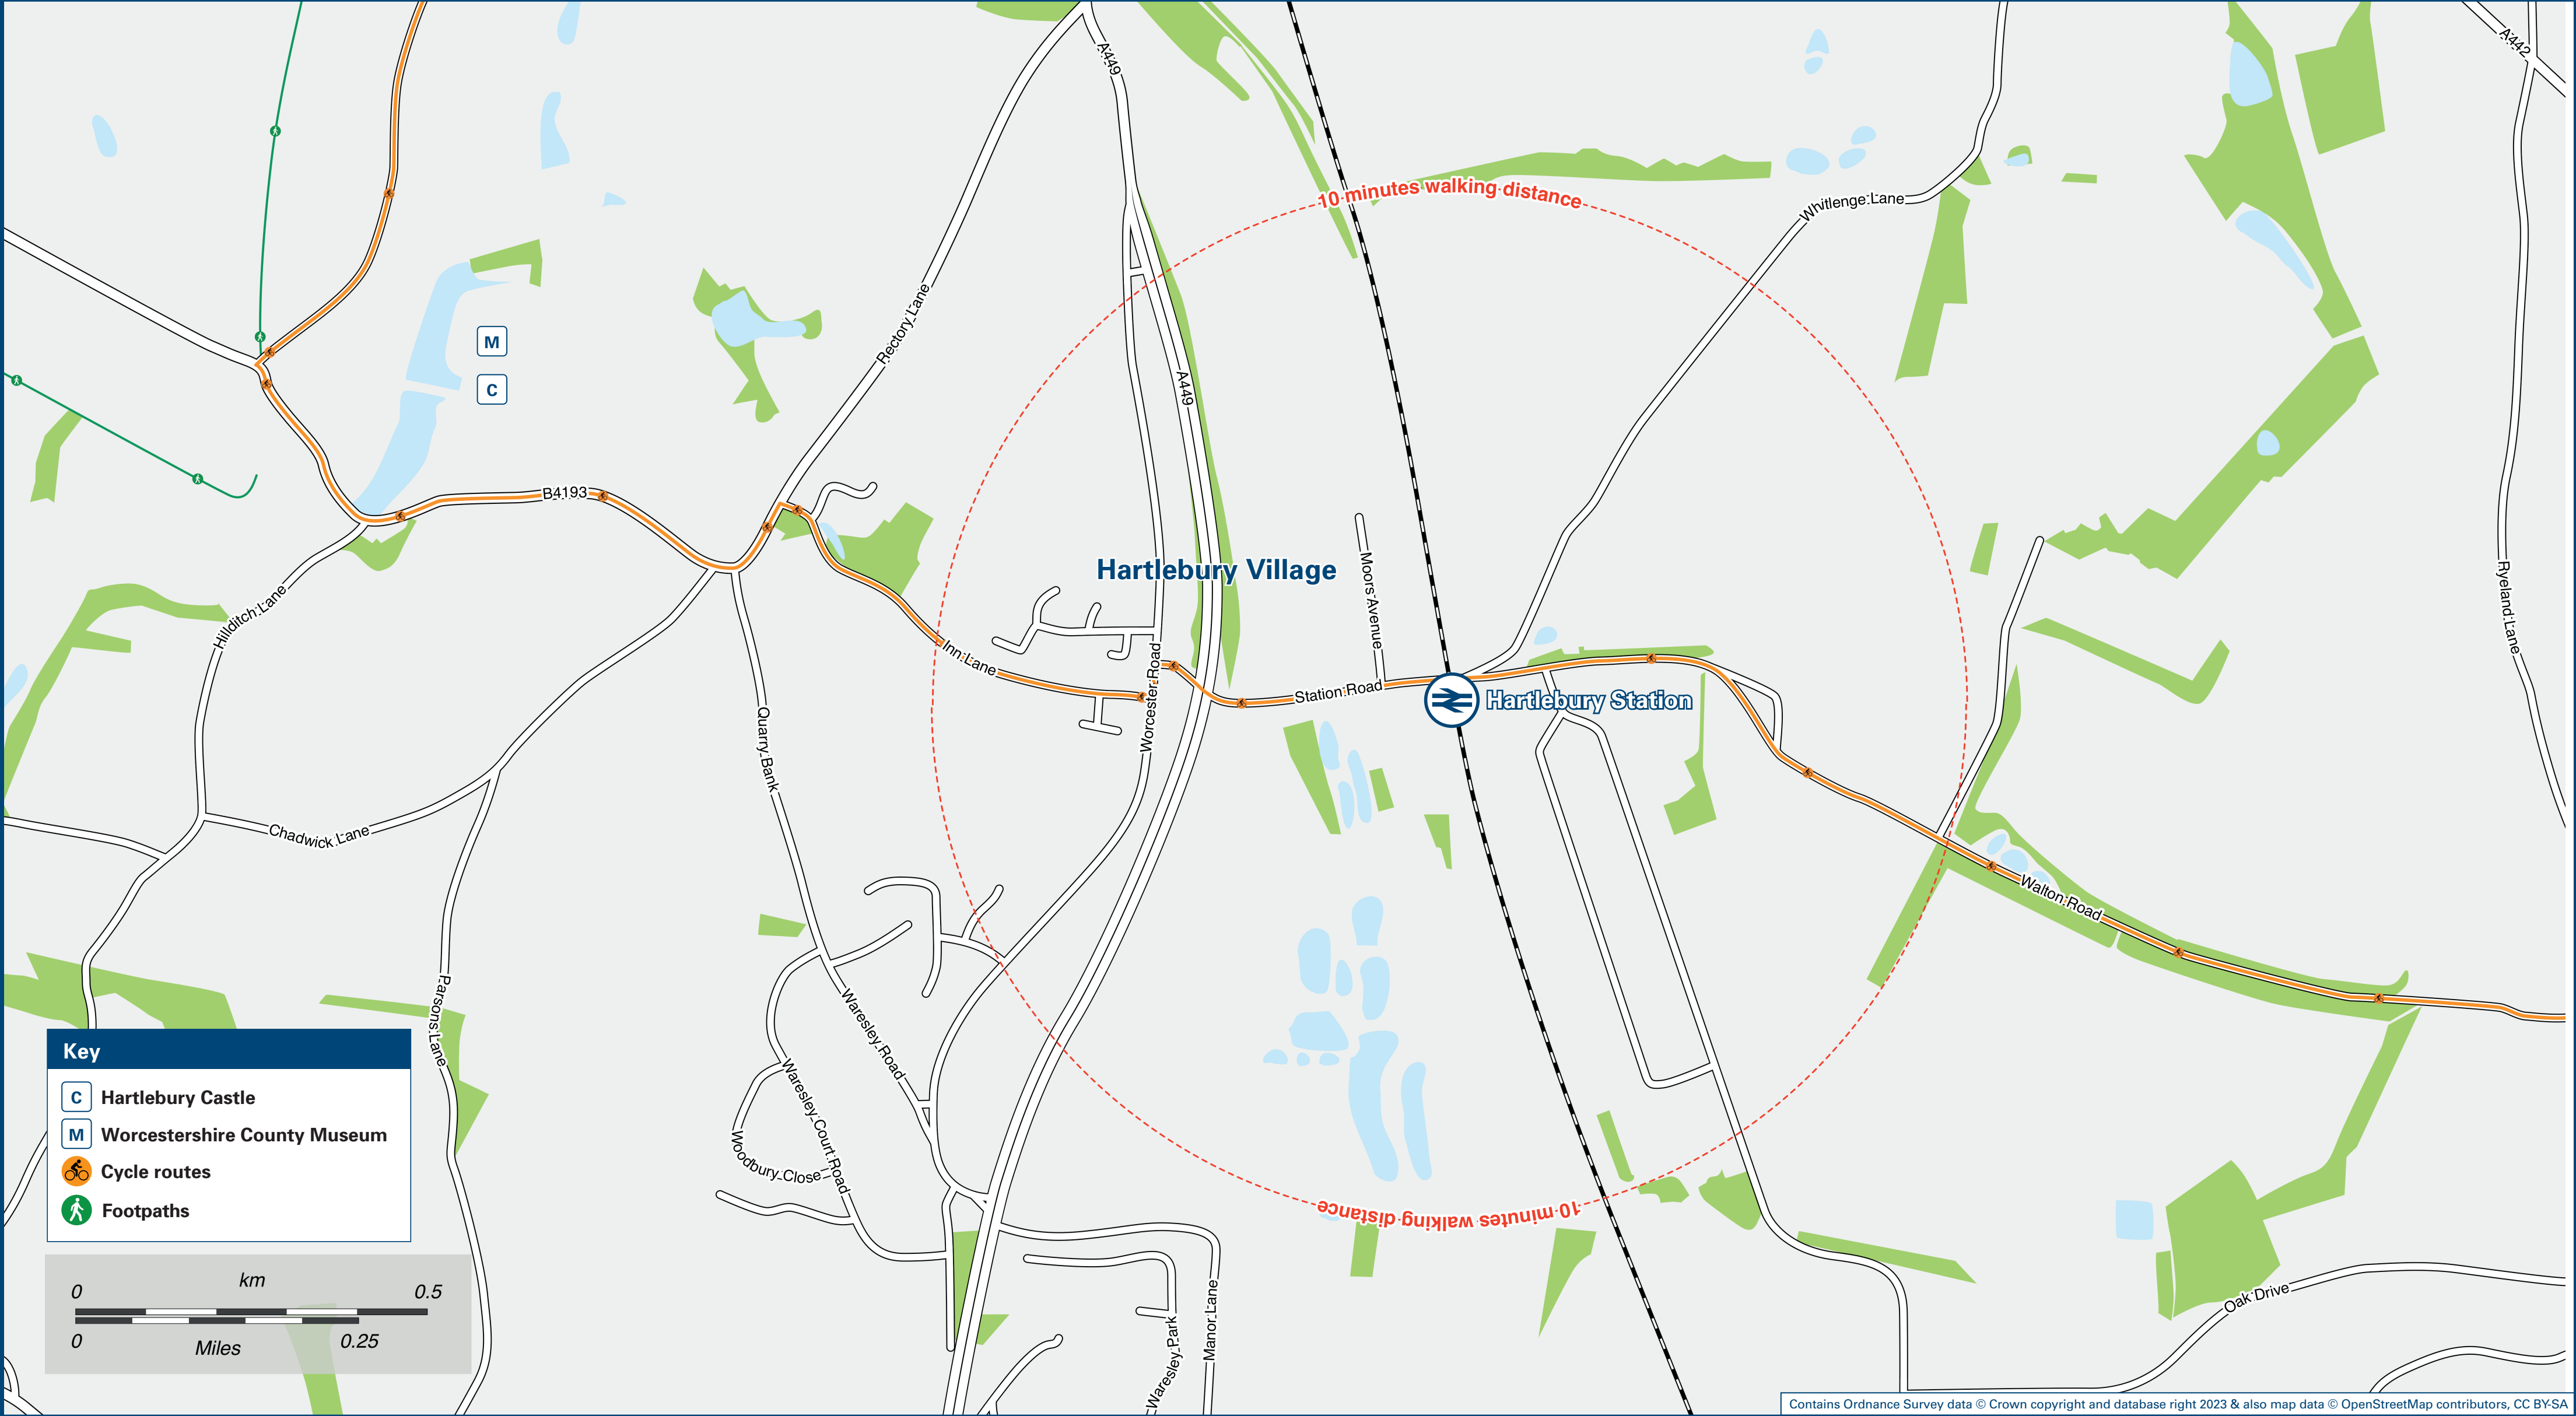 A449
A442
10 minutes walking distance
Whitlenge Lane
Rectory Lane
M
C
A449
B4193
Hartlebury Village
Moors Avenue
Ryeland Lane
Hillditch Lane
Inn Lane
Worcester Road
Station Road
Hartlebury Station
Quarry Bank
Chadwick Lane
Walton Road
Parsons Lane
Waresley Road
Waresley Court Road
Woodbury Close
10 minutes walking distance
Manor Lane
Waresley Park
Oak Drive
Key
C Hartlebury Castle
M Worcestershire County Museum
Cycle routes
Footpaths
km
0 0.5
0 0.25
Miles
Contains Ordnance Survey data © Crown copyright and database right 2023 & also map data © OpenStreetMap contributors, CC BY-SA